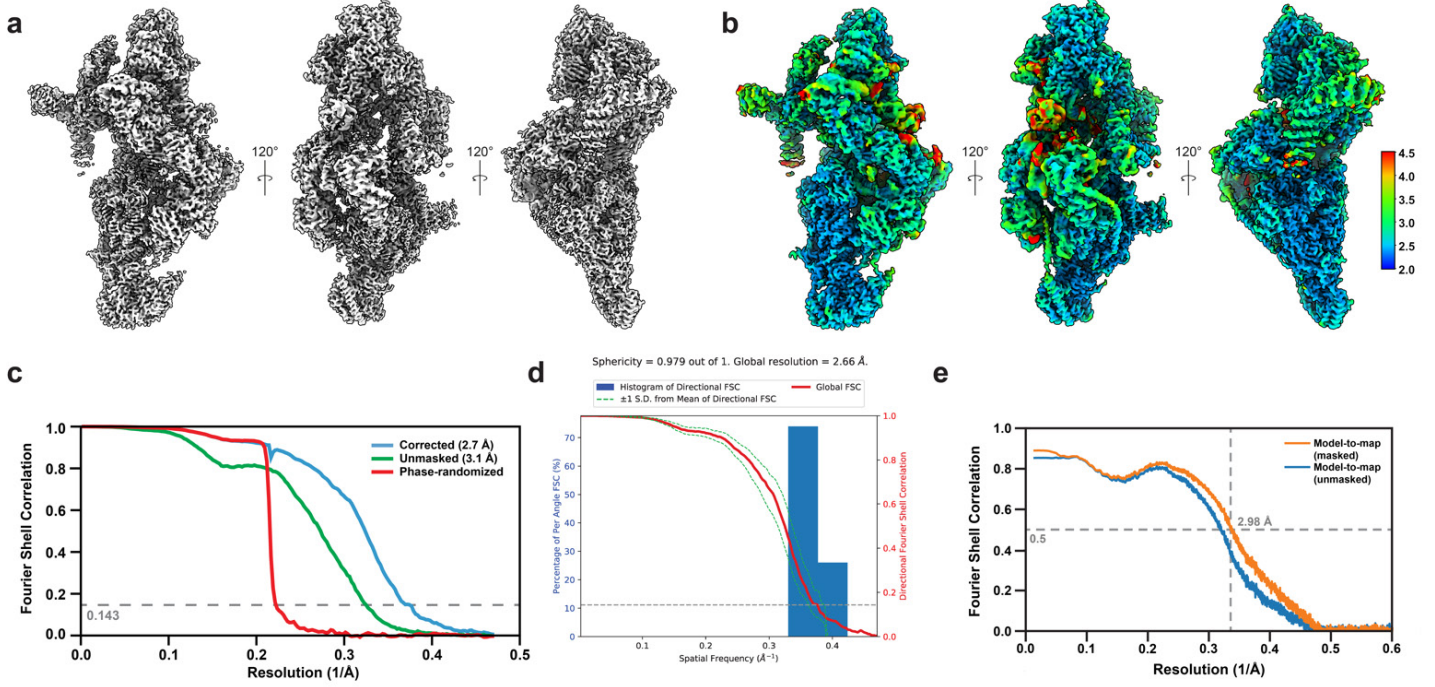 a
120°
120°
b
120°
120°
4.5
4.0
3.5
3.0
2.5
2.0
c
Fourier Shell Correlation
1.0
0.8
0.6
0.4
0.2
0.0
Corrected (2.7 Å)
Unmasked (3.1 Å)
Phase-randomized
0.143
0.0
0.1
0.2
0.3
0.4
0.5
Resolution (1/Å)
d
Sphericity = 0.979 out of 1. Global resolution = 2.66 Å.
Histogram of Directional FSC
±1 S.D. from Mean of Directional FSC
Global FSC
Percentage of Per Angle FSC (%)
70
60
50
40
30
20
10
0
1.0
0.8
0.6
0.4
0.2
0.0
Directional Fourier Shell Correlation
0.1
0.2
0.3
0.4
Spatial Frequency (Å⁻¹)
e
Fourier Shell Correlation
1.0
0.8
0.6
0.4
0.2
0.0
Model-to-map
(masked)
Model-to-map
(unmasked)
2.98 Å
0.5
0.0
0.1
0.2
0.3
0.4
0.5
0.6
Resolution (1/Å)